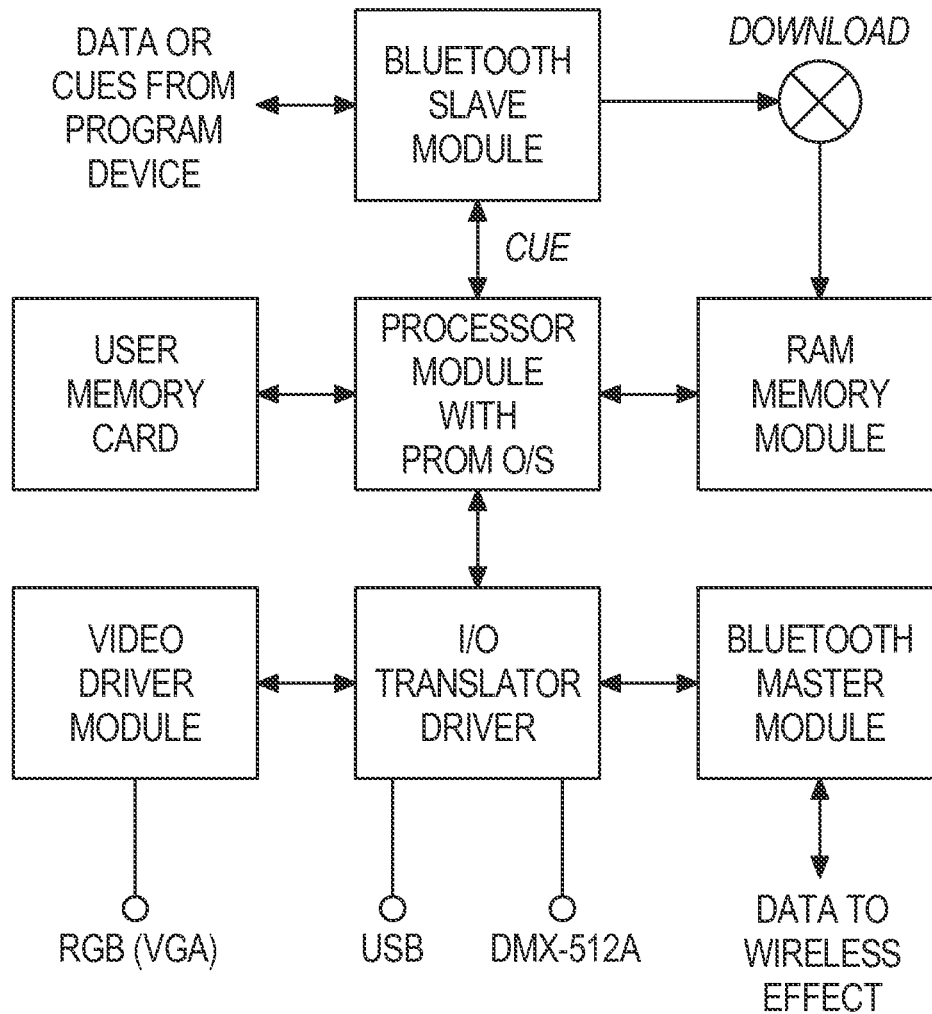 DATA OR
CUES FROM
PROGRAM
DEVICE
BLUETOOTH
SLAVE
MODULE
DOWNLOAD
CUE
USER
MEMORY
CARD
PROCESSOR
MODULE
WITH
PROM O/S
RAM
MEMORY
MODULE
VIDEO
DRIVER
MODULE
I/O
TRANSLATOR
DRIVER
BLUETOOTH
MASTER
MODULE
RGB (VGA)
USB
DMX-512A
DATA TO
WIRELESS
EFFECT